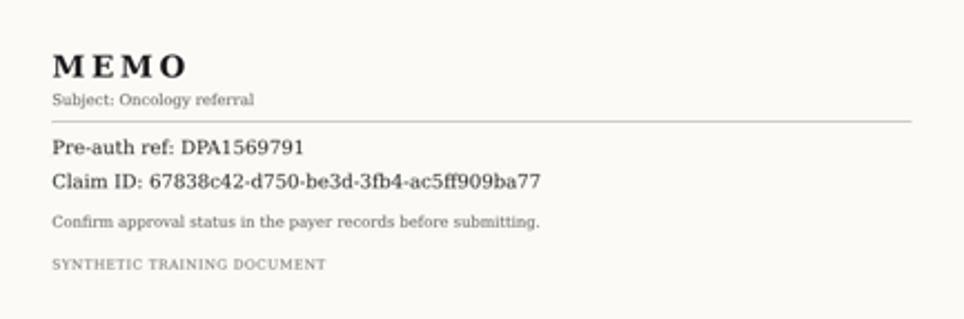 MEMO
Subject: Oncology referral
Pre-auth ref: DPA1569791
Claim ID: 67838c42-d750-be3d-3fb4-ac5ff909ba77
Confirm approval status in the payer records before submitting.
SYNTHETIC TRAINING DOCUMENT